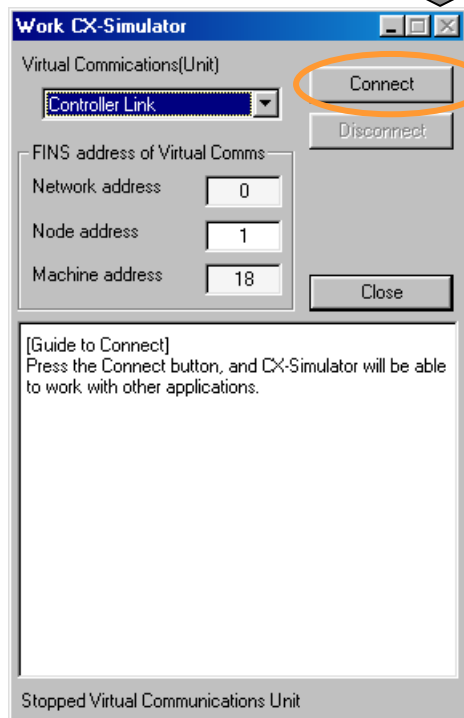 Work CX-Simulator
Virtual Commications(Unit)
Controller Link
Connect
Disconnect
FINS address of Virtual Comms
Network address 0
Node address 1
Machine address 18
Close
[Guide to Connect]
Press the Connect button, and CX-Simulator will be able
to work with other applications.
Stopped Virtual Communications Unit